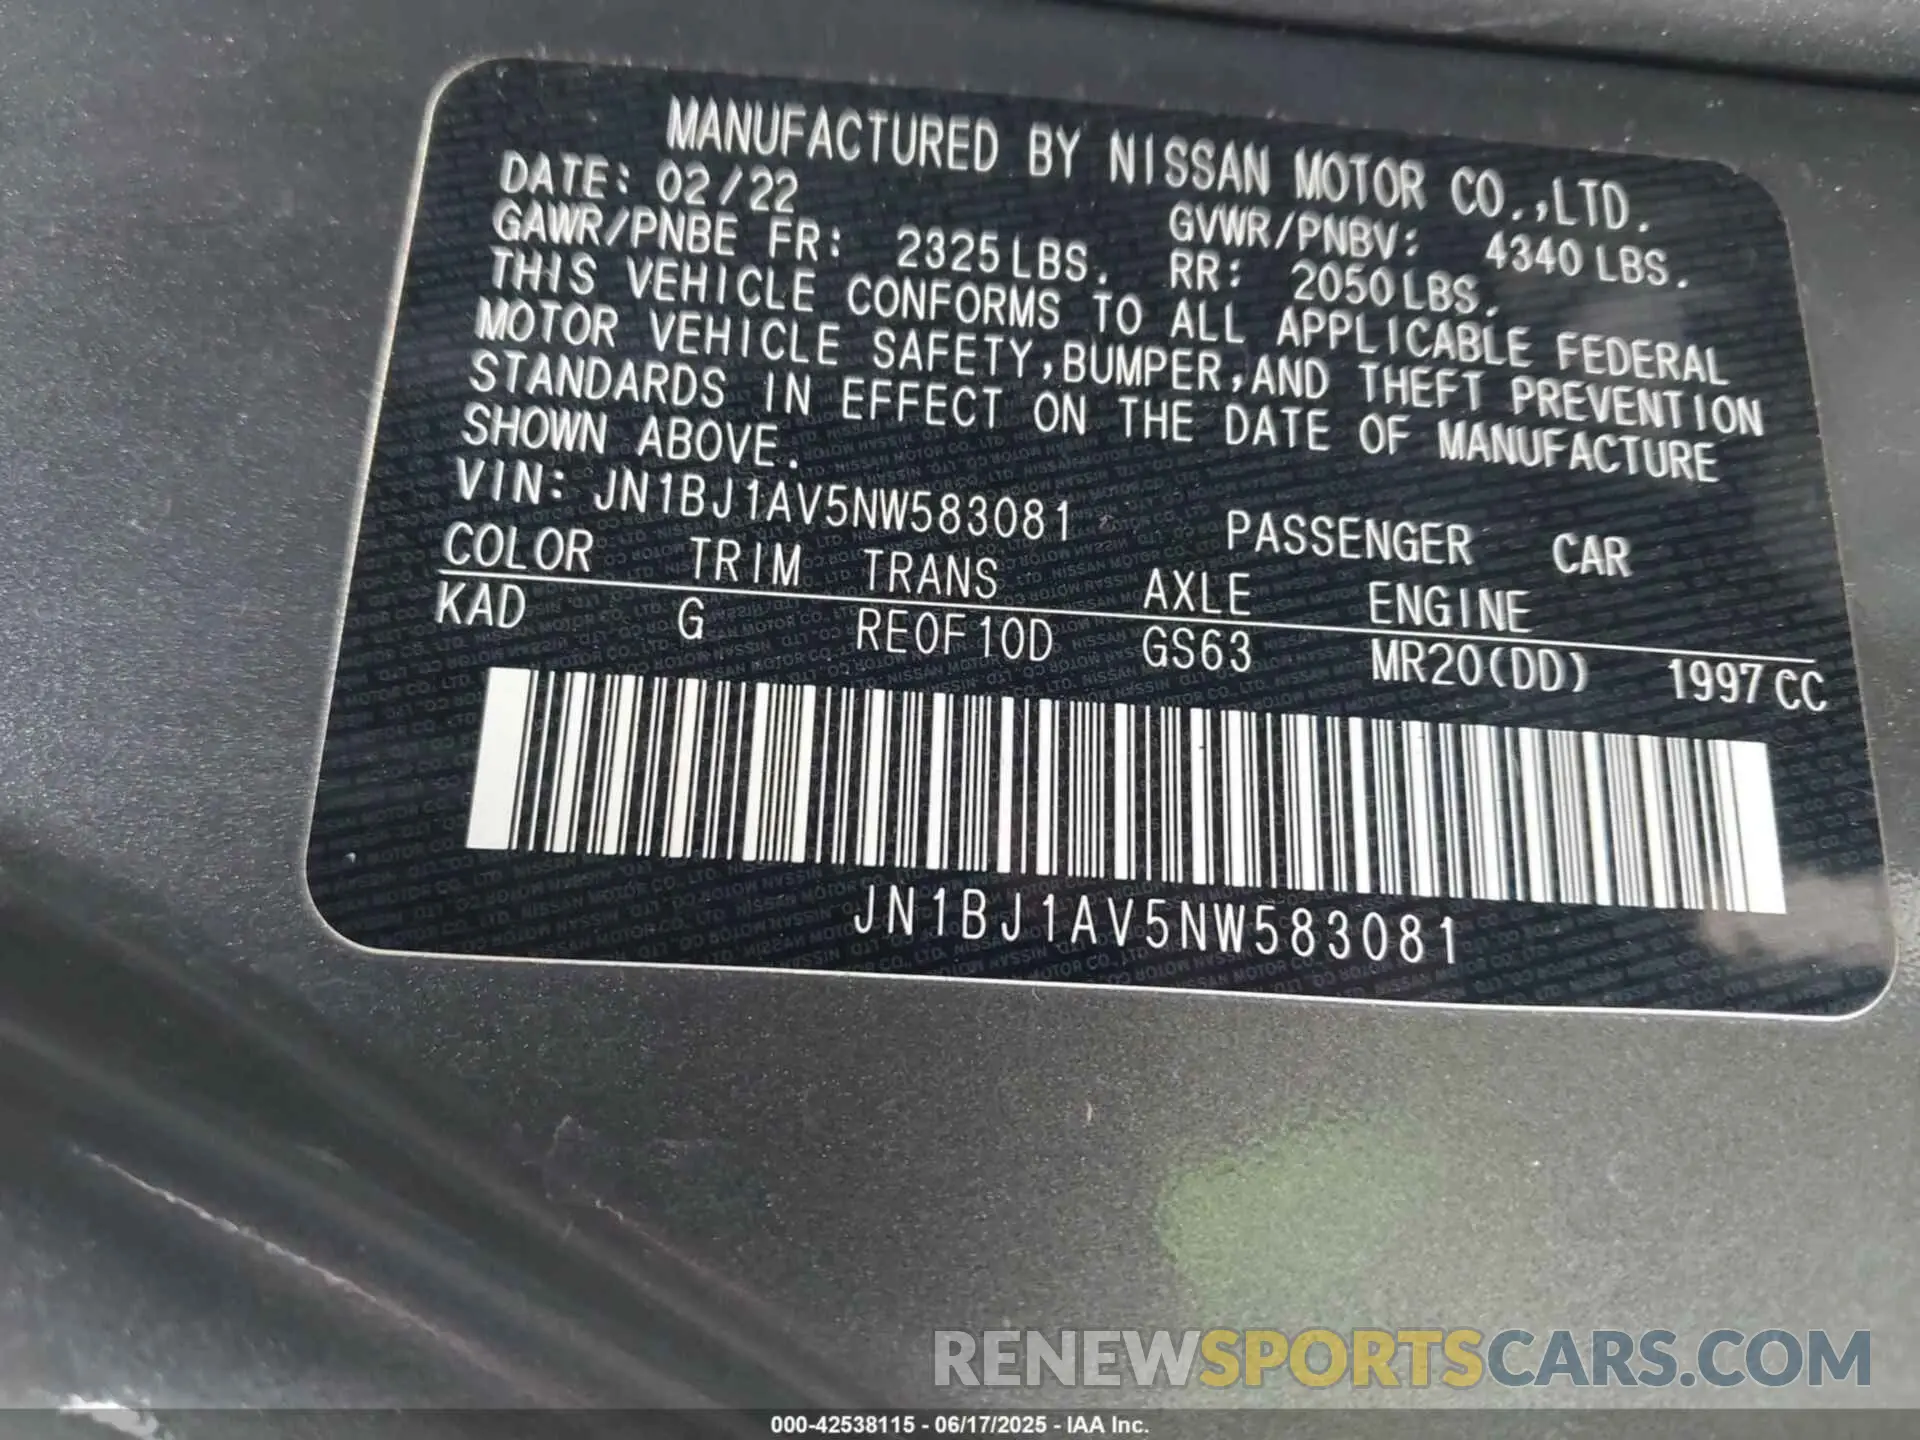 MANUFACTURED BY NISSAN MOTOR CO.,LTD.
DATE: 02/22 GVWR/PNBV: 4340 LBS.
GAWR/PNBE FR: 2325 LBS. RR: 2050 LBS.
THIS VEHICLE CONFORMS TO ALL APPLICABLE FEDERAL
MOTOR VEHICLE SAFETY,BUMPER,AND THEFT PREVENTION
STANDARDS IN EFFECT ON THE DATE OF MANUFACTURE
SHOWN ABOVE.
VIN: JN1BJ1AV5NW583081 PASSENGER CAR
COLOR TRIM TRANS AXLE ENGINE
KAD G RE0F10D GS63 MR20(DD) 1997 CC
JN1BJ1AV5NW583081
RENEWSPORTSCARS.COM
000-42538115 - 06/17/2025 - IAA Inc.